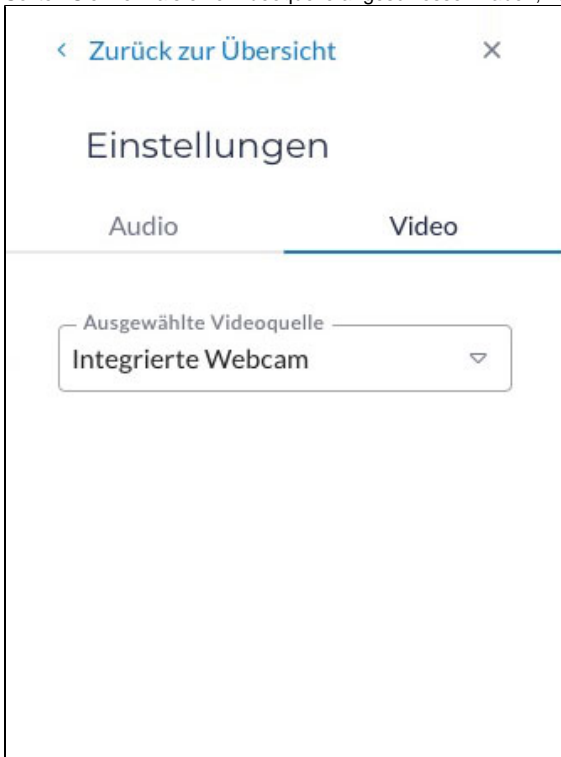 < Zurück zur Übersicht ×
Einstellungen
Audio Video
Ausgewählte Videoquelle
Integrierte Webcam